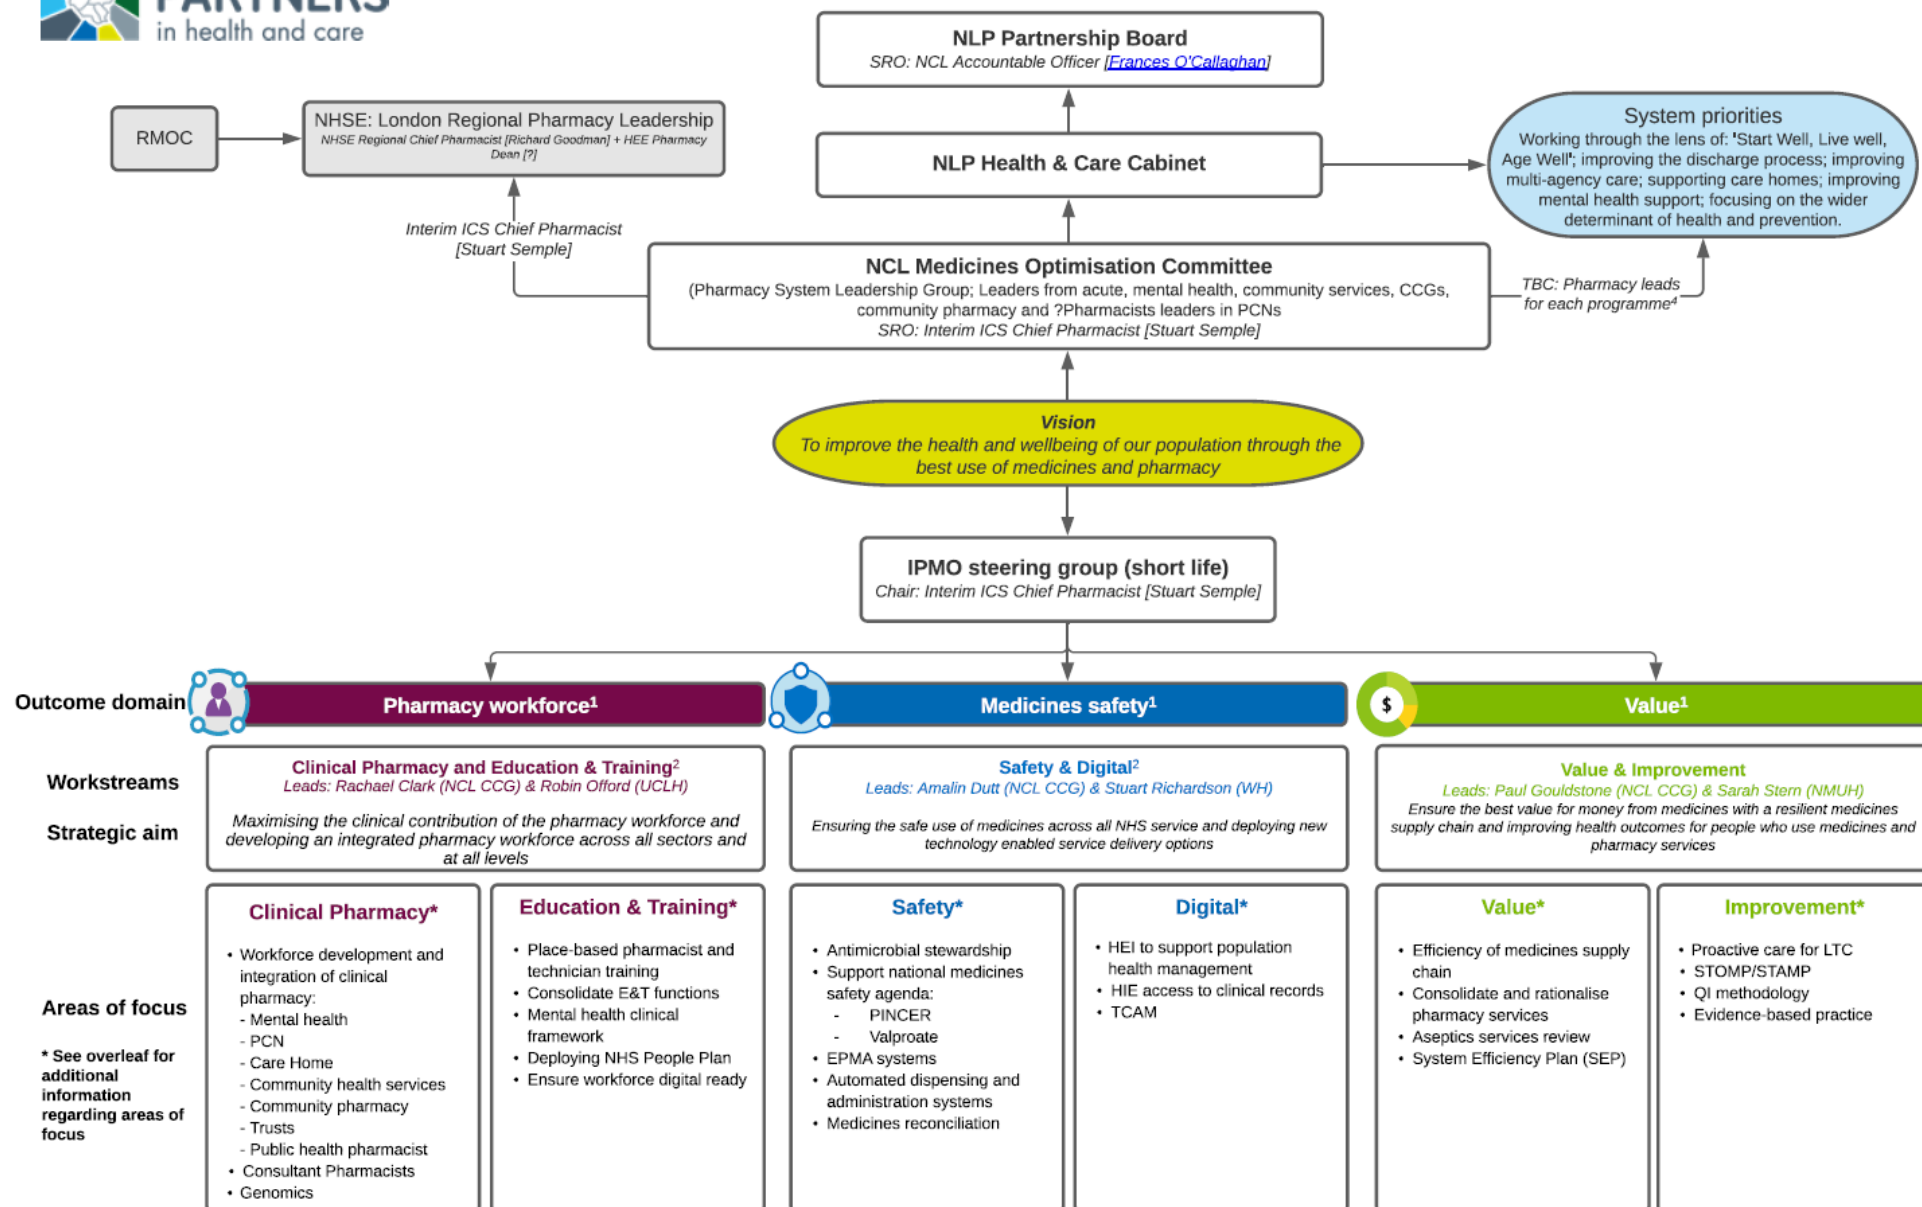 PARTNERS
in health and care
NLP Partnership Board
SRO: NCL Accountable Officer [Frances O'Callaghan]
RMOC
NHSE: London Regional Pharmacy Leadership
NHSE Regional Chief Pharmacist [Richard Goodman] + HEE Pharmacy
Dean [?]
NLP Health & Care Cabinet
System priorities
Working through the lens of: 'Start Well, Live well,
Age Well'; improving the discharge process; improving
multi-agency care; supporting care homes; improving
mental health support; focusing on the wider
determinant of health and prevention.
Interim ICS Chief Pharmacist
[Stuart Semple]
NCL Medicines Optimisation Committee
(Pharmacy System Leadership Group; Leaders from acute, mental health, community services, CCGs,
community pharmacy and ?Pharmacists leaders in PCNs
SRO: Interim ICS Chief Pharmacist [Stuart Semple]
TBC: Pharmacy leads
for each programme⁴
Vision
To improve the health and wellbeing of our population through the
best use of medicines and pharmacy
IPMO steering group (short life)
Chair: Interim ICS Chief Pharmacist [Stuart Semple]
Outcome domain
Pharmacy workforce¹
Medicines safety¹
$
Value¹
Workstreams
Strategic aim
Clinical Pharmacy and Education & Training²
Leads: Rachael Clark (NCL CCG) & Robin Offord (UCLH)
Maximising the clinical contribution of the pharmacy workforce and
developing an integrated pharmacy workforce across all sectors and
at all levels
Safety & Digital²
Leads: Amalin Dutt (NCL CCG) & Stuart Richardson (WH)
Ensuring the safe use of medicines across all NHS service and deploying new
technology enabled service delivery options
Value & Improvement
Leads: Paul Gouldstone (NCL CCG) & Sarah Stern (NMUH)
Ensure the best value for money from medicines with a resilient medicines
supply chain and improving health outcomes for people who use medicines and
pharmacy services
Areas of focus
* See overleaf for
additional
information
regarding areas of
focus
Clinical Pharmacy*
• Workforce development and
integration of clinical
pharmacy:
- Mental health
- PCN
- Care Home
- Community health services
- Community pharmacy
- Trusts
- Public health pharmacist
• Consultant Pharmacists
• Genomics
Education & Training*
• Place-based pharmacist and
technician training
• Consolidate E&T functions
• Mental health clinical
framework
• Deploying NHS People Plan
• Ensure workforce digital ready
Safety*
• Antimicrobial stewardship
• Support national medicines
safety agenda:
- PINCER
- Valproate
• EPMA systems
• Automated dispensing and
administration systems
• Medicines reconciliation
Digital*
• HEI to support population
health management
• HIE access to clinical records
• TCAM
Value*
• Efficiency of medicines supply
chain
• Consolidate and rationalise
pharmacy services
• Aseptics services review
• System Efficiency Plan (SEP)
Improvement*
• Proactive care for LTC
• STOMP/STAMP
• QI methodology
• Evidence-based practice